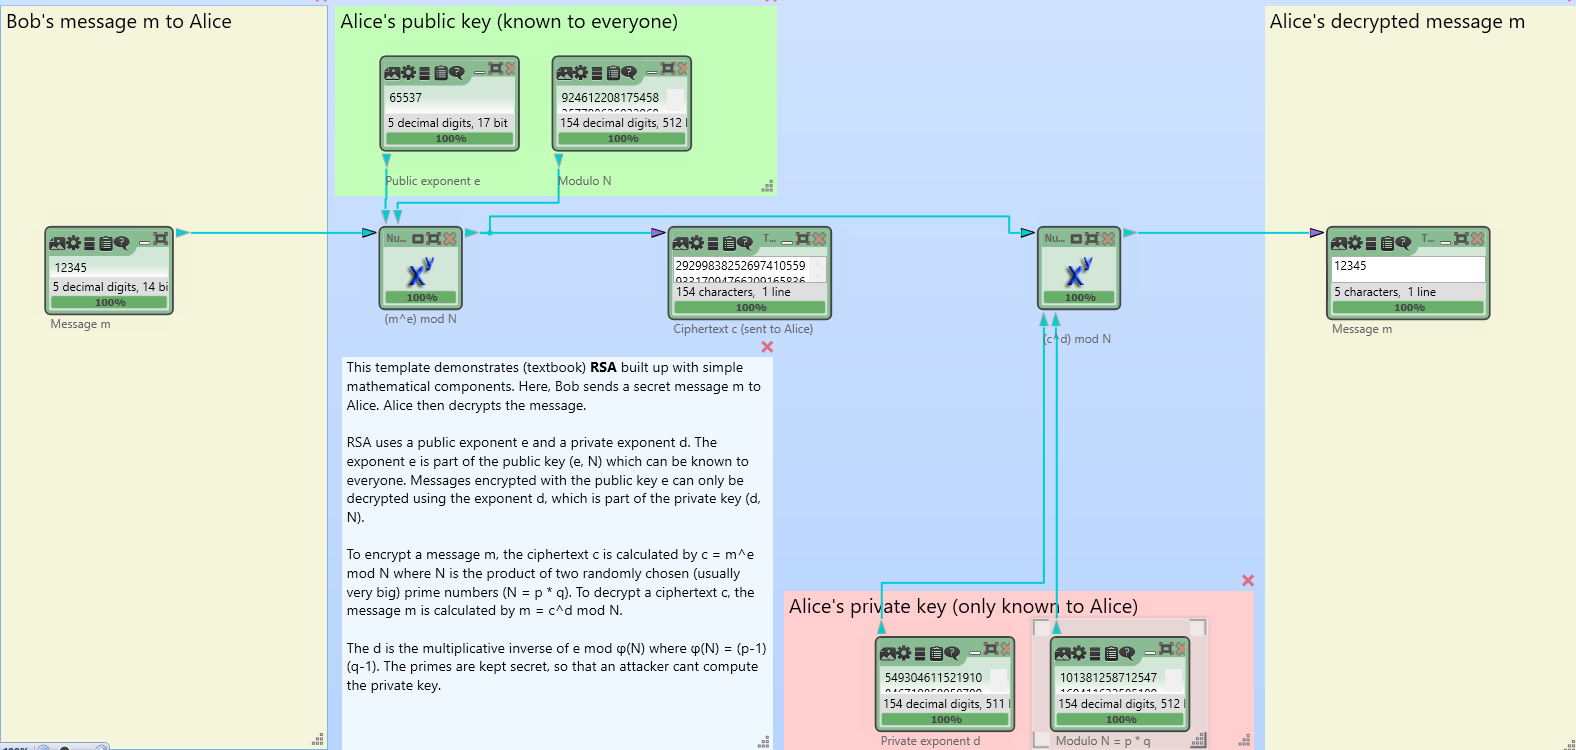 Bob's message m to Alice
Alice's public key (known to everyone)
Alice's decrypted message m
65537
5 decimal digits, 17 bit
100%
Public exponent e
924612208175458
154 decimal digits, 512
100%
Modulo N
12345
5 decimal digits, 14 bi
100%
Message m
Nu...
100%
(m^e) mod N
T...
29299838252697410559
154 characters, 1 line
100%
Ciphertext c (sent to Alice)
Nu...
100%
(c^d) mod N
T...
12345
5 characters, 1 line
100%
Message m
This template demonstrates (textbook) RSA built up with simple
mathematical components. Here, Bob sends a secret message m to
Alice. Alice then decrypts the message.
RSA uses a public exponent e and a private exponent d. The
exponent e is part of the public key (e, N) which can be known to
everyone. Messages encrypted with the public key e can only be
decrypted using the exponent d, which is part of the private key (d,
N).
To encrypt a message m, the ciphertext c is calculated by c = m^e
mod N where N is the product of two randomly chosen (usually
very big) prime numbers (N = p * q). To decrypt a ciphertext c, the
message m is calculated by m = c^d mod N.
The d is the multiplicative inverse of e mod φ(N) where φ(N) = (p-1)
(q-1). The primes are kept secret, so that an attacker cant compute
the private key.
Alice's private key (only known to Alice)
549304611521910
154 decimal digits, 511
100%
Private exponent d
101381258712547
154 decimal digits, 512
100%
Modulo N = p * q